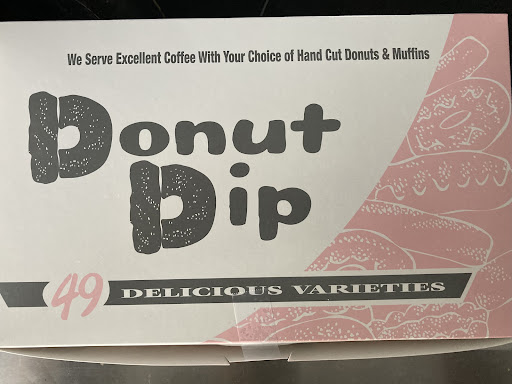 We Serve Excellent Coffee With Your Choice of Hand Cut Donuts & Muffins
Donut
Dip
49 DELICIOUS VARIETIES